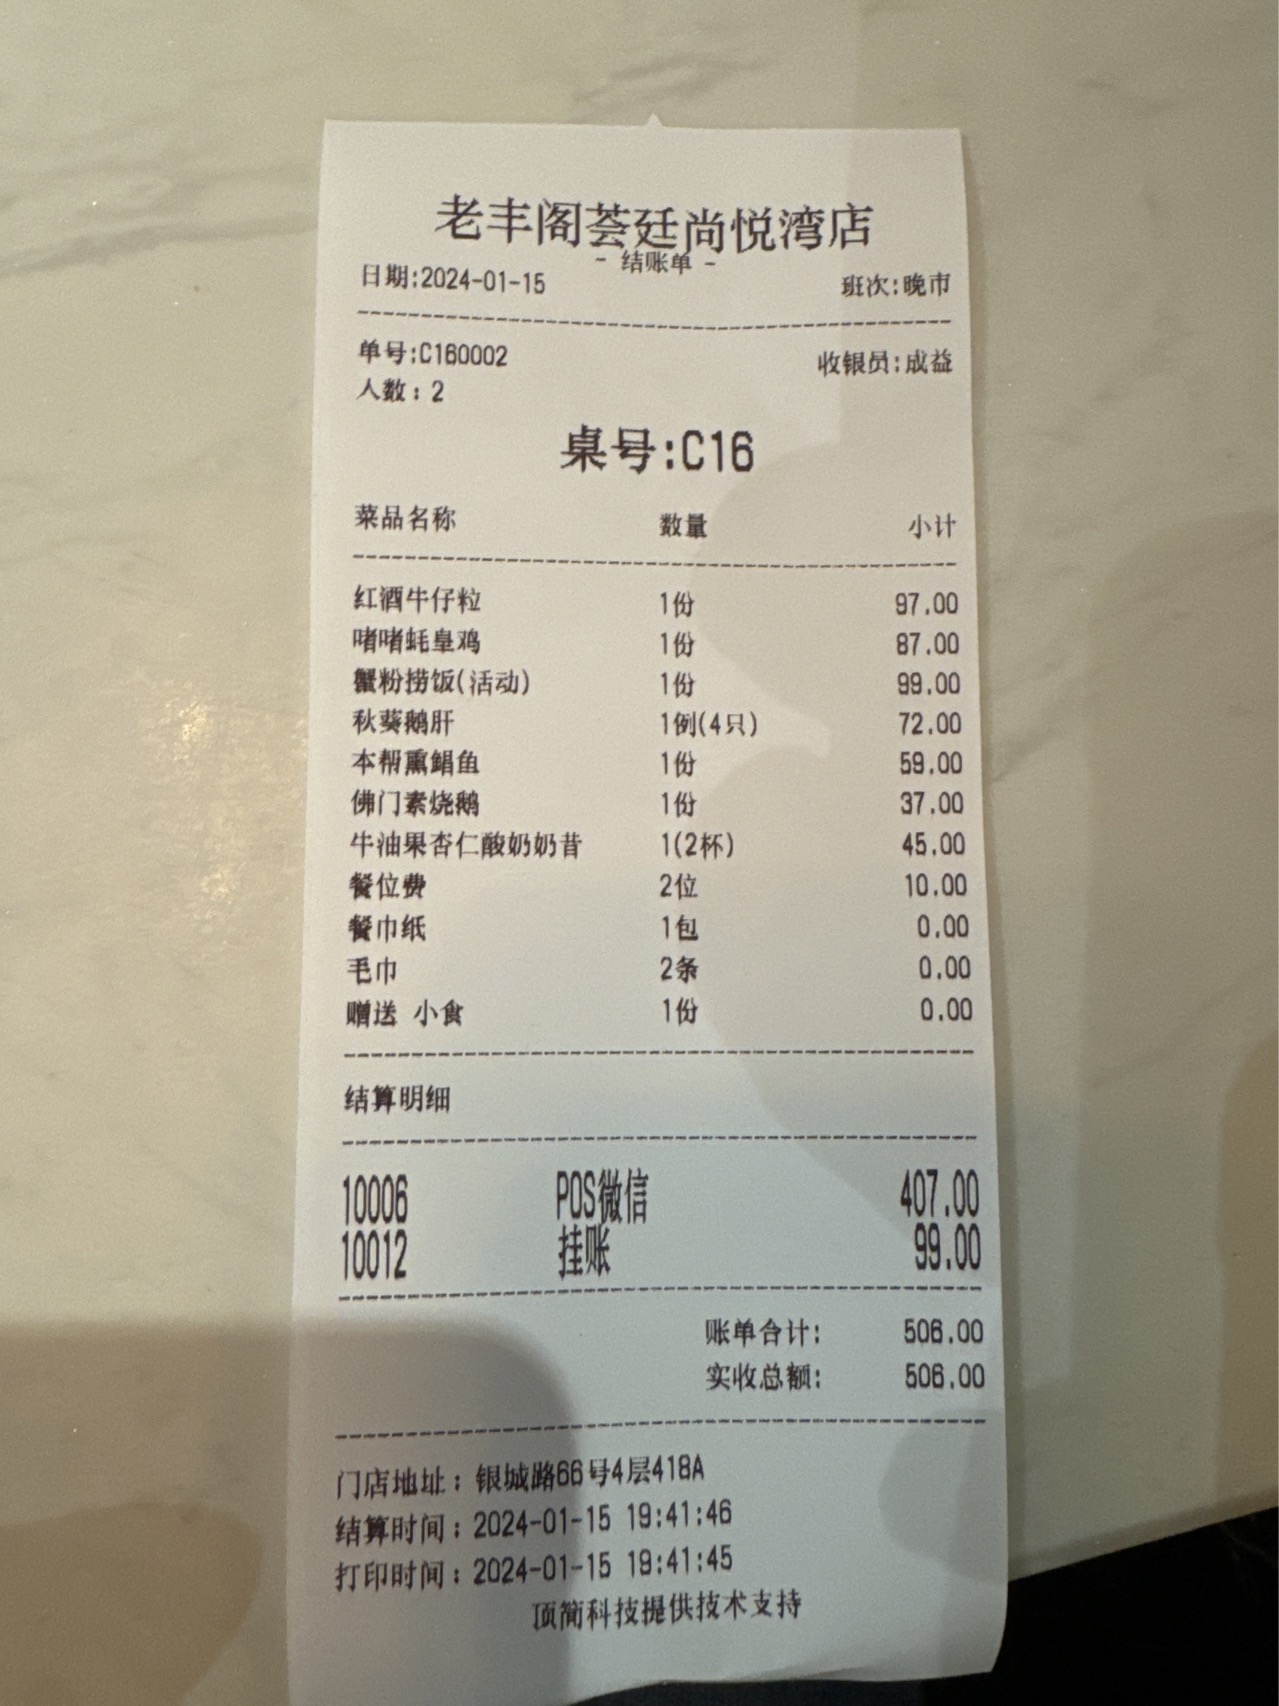 老丰阁荟廷尚悦湾店
- 结账单 -
日期:2024-01-15 班次:晚市
单号:C160002 收银员:成益
人数：2
桌号:C16
菜品名称 数量 小计
红酒牛仔粒 1份 97.00
啫啫蚝皇鸡 1份 87.00
蟹粉捞饭(活动) 1份 99.00
秋葵鹅肝 1例(4只) 72.00
本帮熏鲳鱼 1份 59.00
佛门素烧鹅 1份 37.00
牛油果杏仁酸奶奶昔 1(2杯) 45.00
餐位费 2位 10.00
餐巾纸 1包 0.00
毛巾 2条 0.00
赠送 小食 1份 0.00
结算明细
10006 POS微信 407.00
10012 挂账 99.00
账单合计: 506.00
实收总额: 506.00
门店地址：银城路66号4层418A
结算时间：2024-01-15 19:41:46
打印时间：2024-01-15 19:41:45
顶简科技提供技术支持